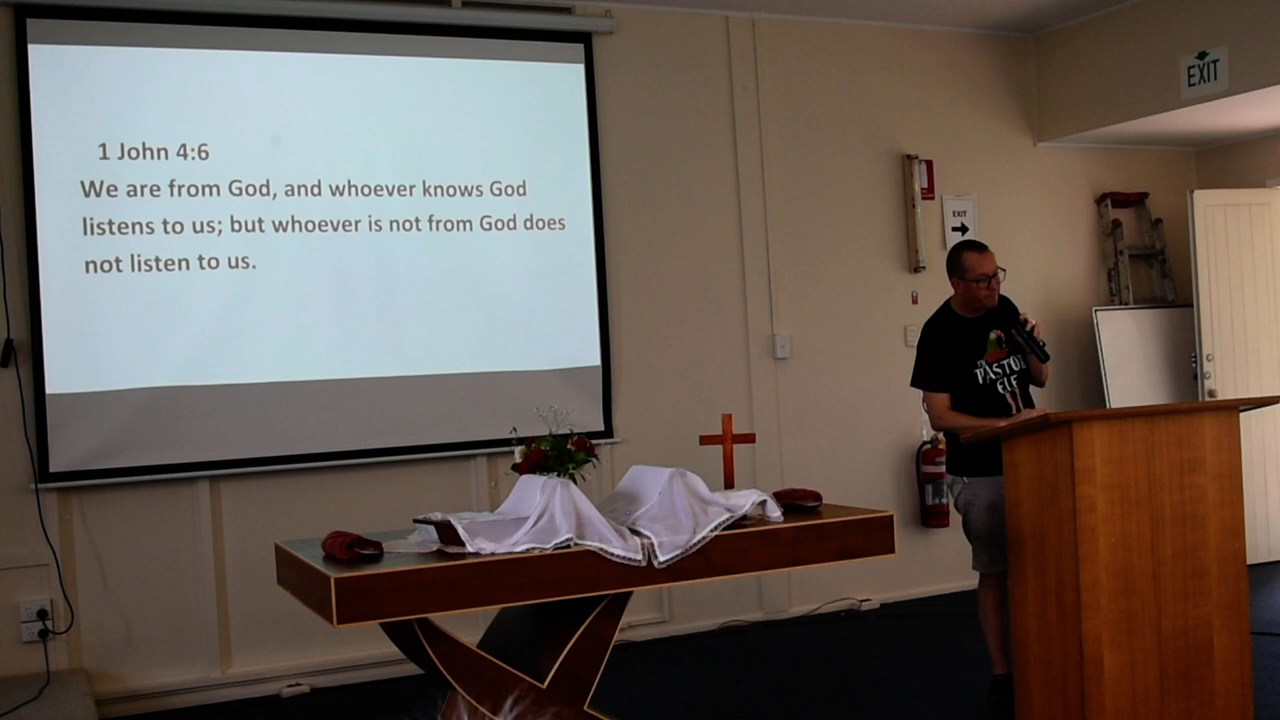 1 John 4:6
We are from God, and whoever knows God
listens to us; but whoever is not from God does
not listen to us.
EXIT
EXIT
PASTOR
ELF